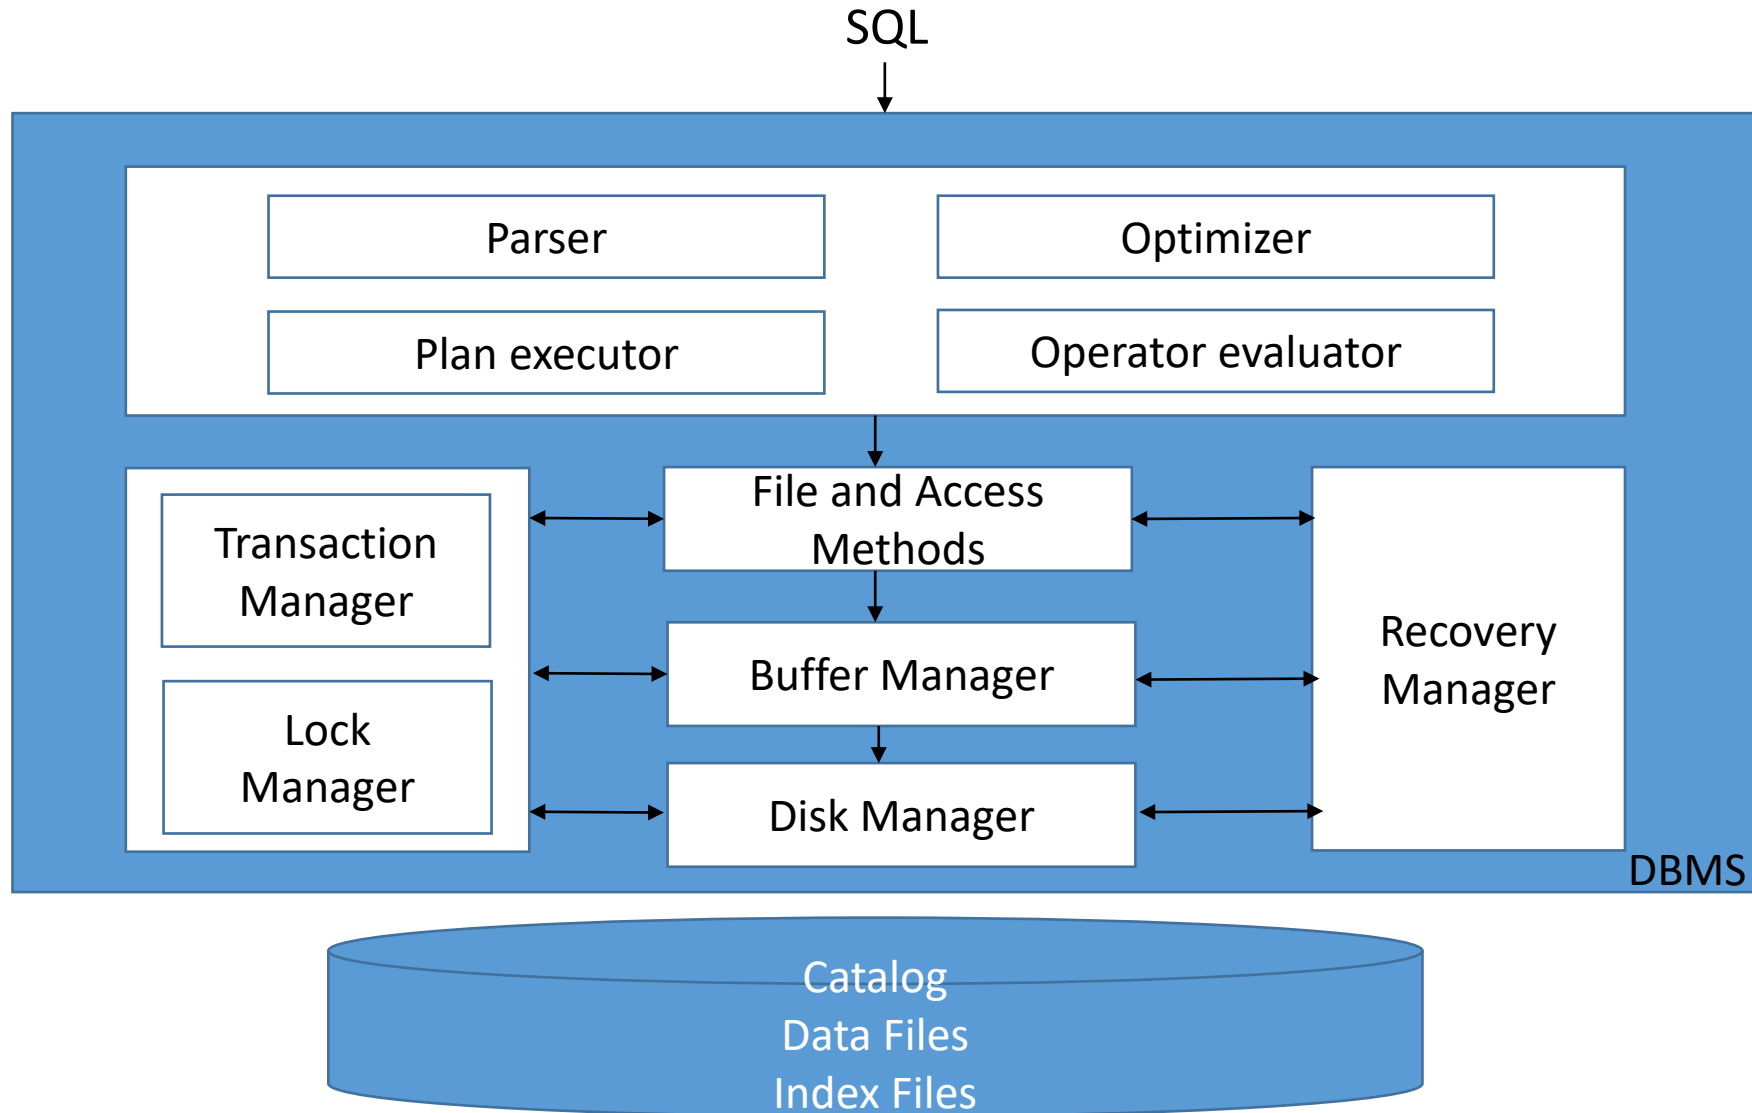 SQL
Parser
Optimizer
Plan executor
Operator evaluator
File and Access
Methods
Transaction
Manager
Buffer Manager
Recovery
Manager
Lock
Manager
Disk Manager
DBMS
Catalog
Data Files
Index Files